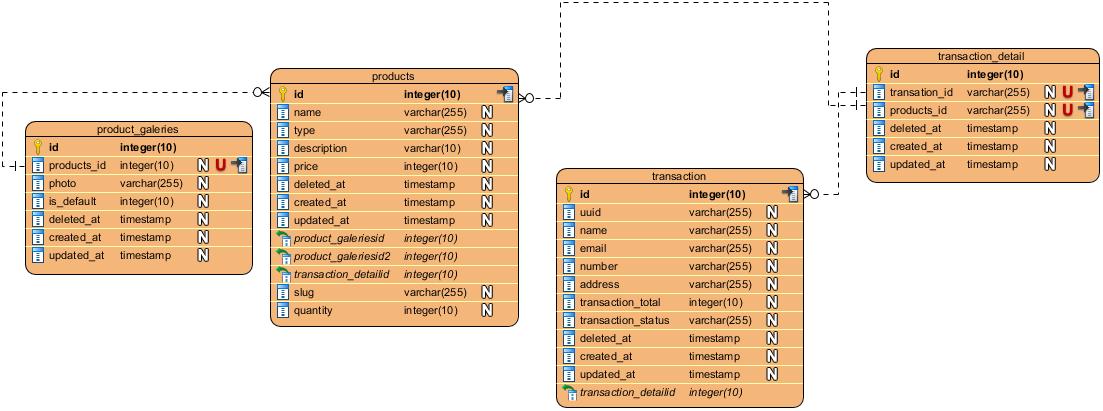 product_galeries
id integer(10)
products_id integer(10) N U
photo varchar(255) N
is_default integer(10) N
deleted_at timestamp N
created_at timestamp N
updated_at timestamp N
products
id integer(10)
name varchar(255) N
type varchar(255) N
description varchar(10) N
price integer(10) N
deleted_at timestamp N
created_at timestamp N
updated_at timestamp N
product_galeriesid integer(10)
product_galeriesid2 integer(10)
transaction_detailid integer(10)
slug varchar(255) N
quantity integer(10) N
transaction
id integer(10)
uuid varchar(255) N
name varchar(255) N
email varchar(255) N
number varchar(255) N
address varchar(255) N
transaction_total integer(10) N
transaction_status varchar(255) N
deleted_at timestamp N
created_at timestamp N
updated_at timestamp N
transaction_detailid integer(10)
transaction_detail
id integer(10)
transation_id varchar(255) N U
products_id varchar(255) N U
deleted_at timestamp N
created_at timestamp N
updated_at timestamp N